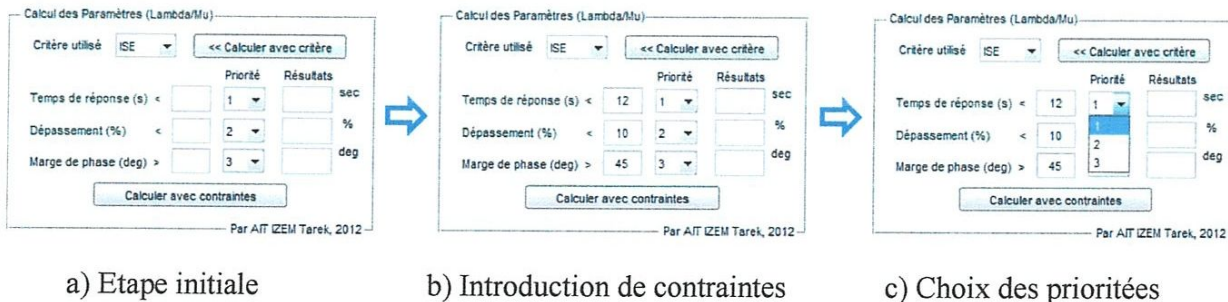 Calcul des Paramètres (Lambda/Mu)
Critère utilisé ISE << Calculer avec critère
Priorité Résultats
Temps de réponse (s) < 1 sec
Dépassement (%) < 2 %
Marge de phase (deg) > 3 deg
Calculer avec contraintes
Par AIT IZEM Tarek, 2012
a) Etape initiale
Calcul des Paramètres (Lambda/Mu)
Critère utilisé ISE << Calculer avec critère
Priorité Résultats
Temps de réponse (s) < 12 1 sec
Dépassement (%) < 10 2 %
Marge de phase (deg) > 45 3 deg
Calculer avec contraintes
Par AIT IZEM Tarek, 2012
b) Introduction de contraintes
Calcul des Paramètres (Lambda/Mu)
Critère utilisé ISE << Calculer avec critère
Priorité Résultats
Temps de réponse (s) < 12 1 sec
Dépassement (%) < 10 1 %
2
Marge de phase (deg) > 45 3 deg
Calculer avec contraintes
Par AIT IZEM Tarek, 2012
c) Choix des prioritées